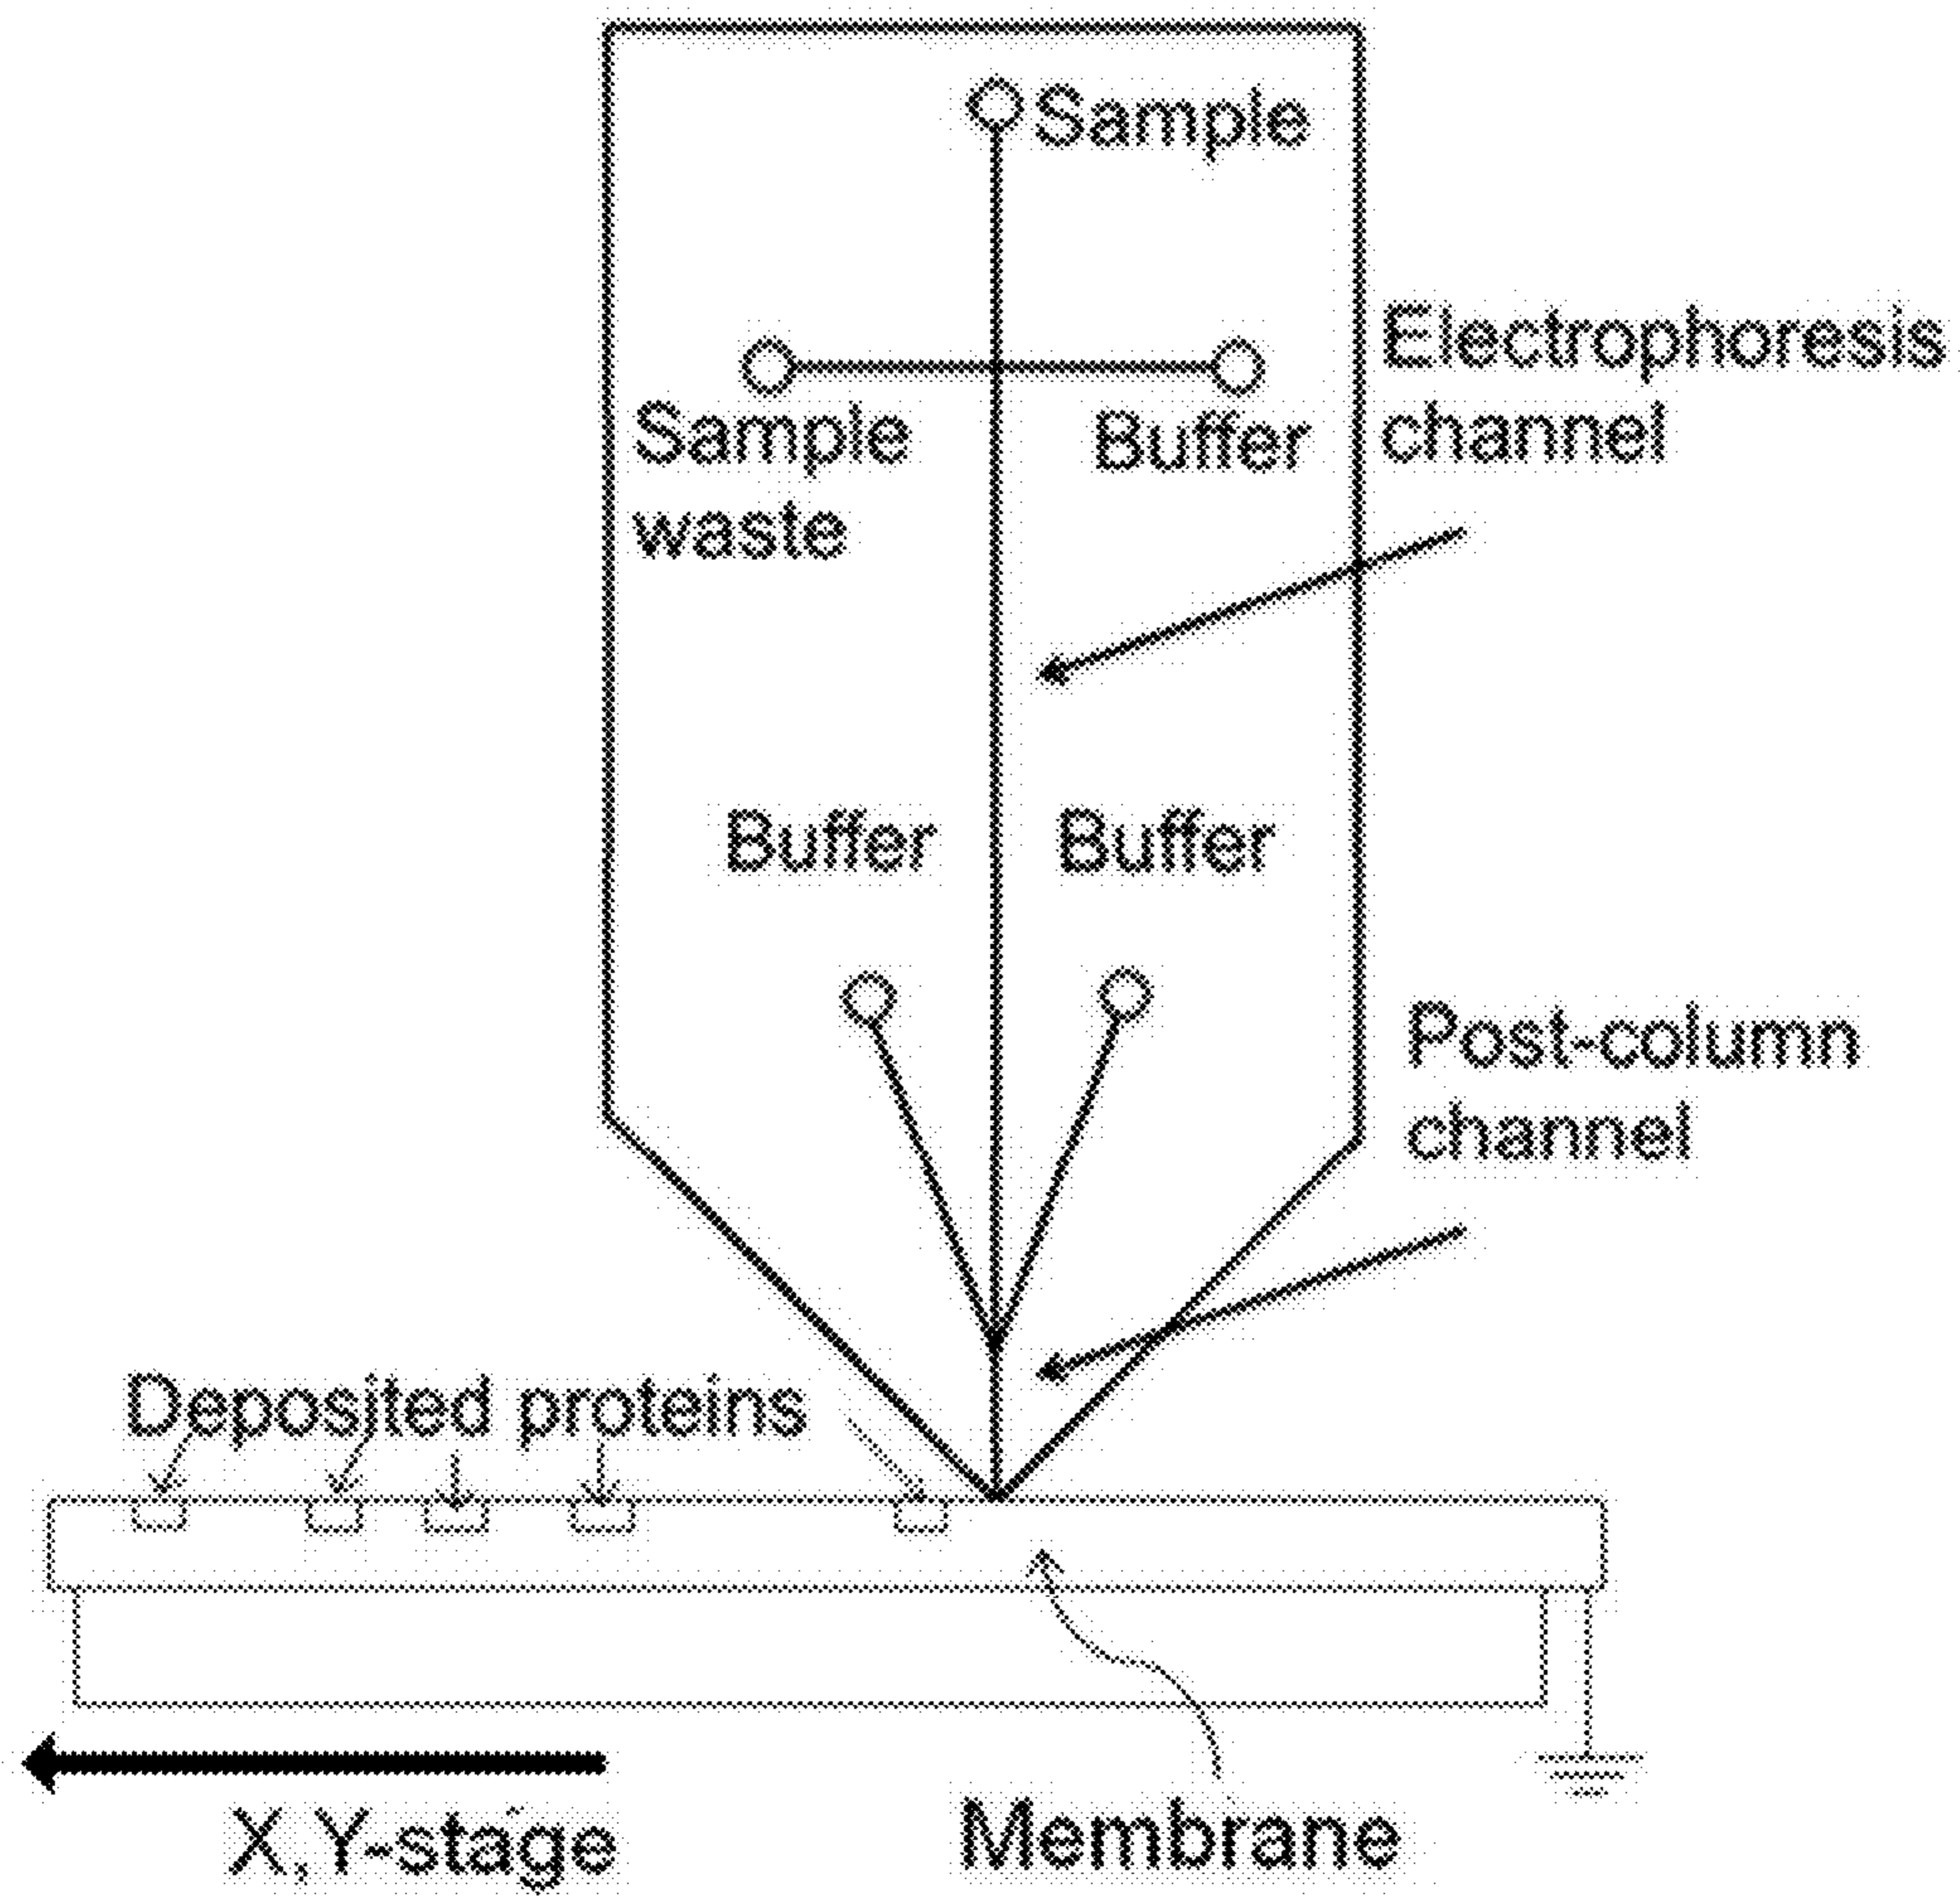 Sample
Electrophoresis
channel
Sample
waste
Buffer
Buffer
Buffer
Post-column
channel
Deposited proteins
X,Y-stage
Membrane